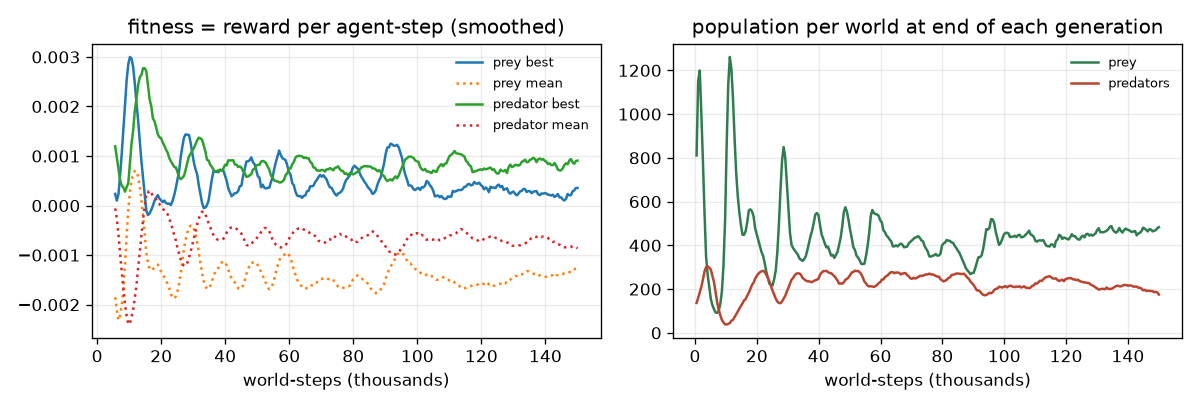 fitness = reward per agent-step (smoothed)
0.003
0.002
0.001
0.000
−0.001
−0.002
0 20 40 60 80 100 120 140
world-steps (thousands)
prey best
prey mean
predator best
predator mean
population per world at end of each generation
1200
1000
800
600
400
200
0
0 20 40 60 80 100 120 140
world-steps (thousands)
prey
predators